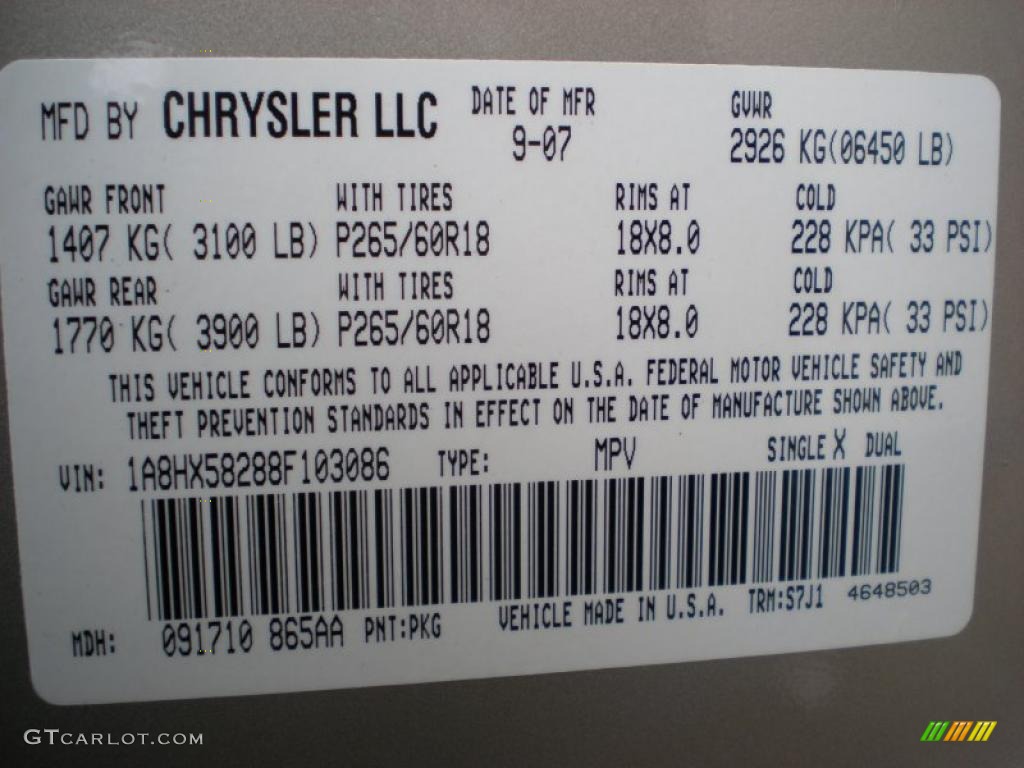 MFD BY CHRYSLER LLC DATE OF MFR GVWR
9-07 2926 KG(06450 LB)
GAWR FRONT WITH TIRES RIMS AT COLD
1407 KG( 3100 LB) P265/60R18 18X8.0 228 KPA( 33 PSI)
GAWR REAR WITH TIRES RIMS AT COLD
1770 KG( 3900 LB) P265/60R18 18X8.0 228 KPA( 33 PSI)
THIS VEHICLE CONFORMS TO ALL APPLICABLE U.S.A. FEDERAL MOTOR VEHICLE SAFETY AND
THEFT PREVENTION STANDARDS IN EFFECT ON THE DATE OF MANUFACTURE SHOWN ABOVE.
VIN: 1A8HX58288F103086 TYPE: MPV SINGLE X DUAL
MDH: 091710 865AA PNT:PKG VEHICLE MADE IN U.S.A. TRM:S7J1 4648503
GTCARLOT.COM